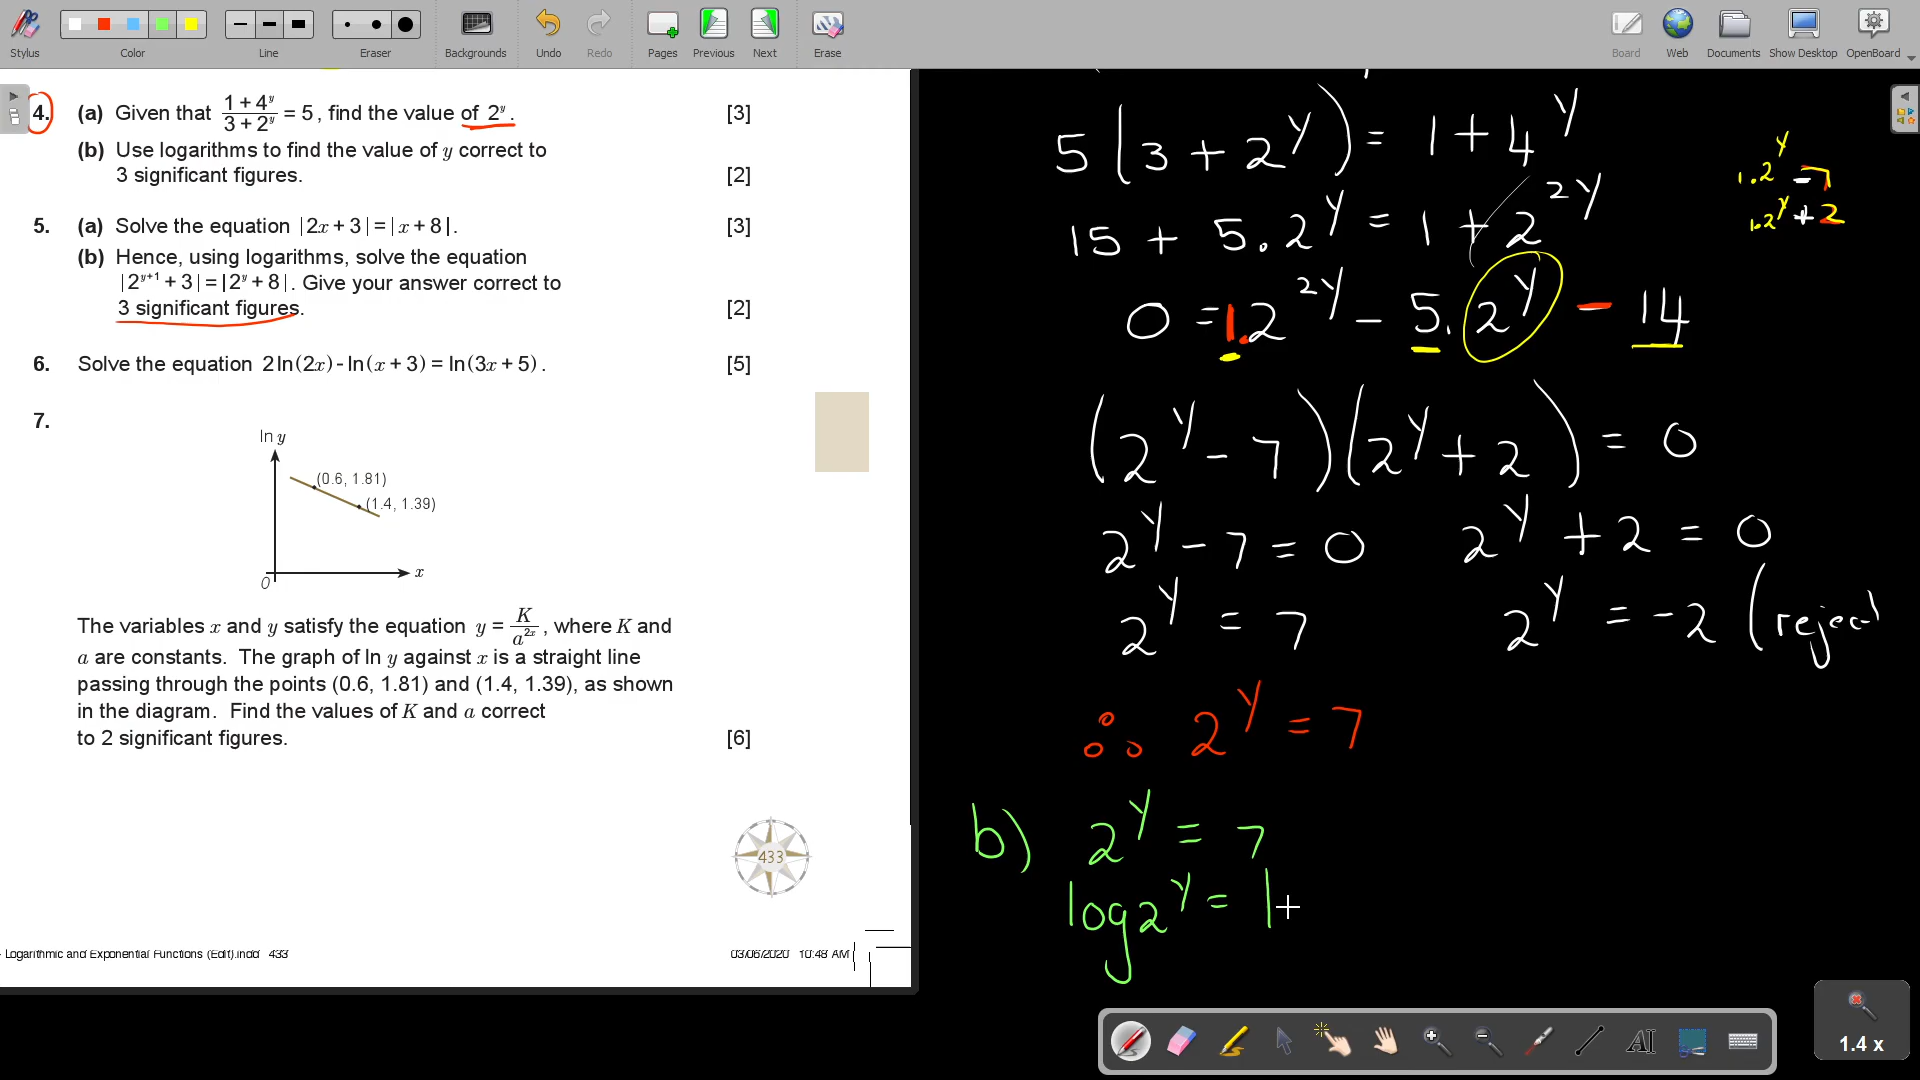 Stylus Color Line Eraser Backgrounds Undo Redo Pages Previous Next Erase Board Web Documents Show Desktop OpenBoard
4. (a) Given that (1 + 4^y)/(3 + 2^y) = 5, find the value of 2^y. [3]
(b) Use logarithms to find the value of y correct to
3 significant figures. [2]
5. (a) Solve the equation |2x + 3| = |x + 8|. [3]
(b) Hence, using logarithms, solve the equation
|2^(y+1) + 3| = |2^y + 8|. Give your answer correct to
3 significant figures. [2]
6. Solve the equation 2 ln(2x) - ln(x + 3) = ln(3x + 5). [5]
7.
ln y
(0.6, 1.81)
(1.4, 1.39)
O
x
The variables x and y satisfy the equation y = K/a^(2x), where K and
a are constants. The graph of ln y against x is a straight line
passing through the points (0.6, 1.81) and (1.4, 1.39), as shown
in the diagram. Find the values of K and a correct
to 2 significant figures. [6]
433
Logarithmic and Exponential Functions (Edit).indd 433
03/06/2020 10:48 AM
5(3 + 2^y) = 1 + 4^y
15 + 5.2^y = 1 + 2^(2y)
0 = 1.2^(2y) - 5.2^y - 14
1.2^y - 7
1.2^y + 2
(2^y - 7)(2^y + 2) = 0
2^y - 7 = 0
2^y + 2 = 0
2^y = 7
2^y = -2 (reject
∴ 2^y = 7
b) 2^y = 7
log 2^y = l
1.4 x